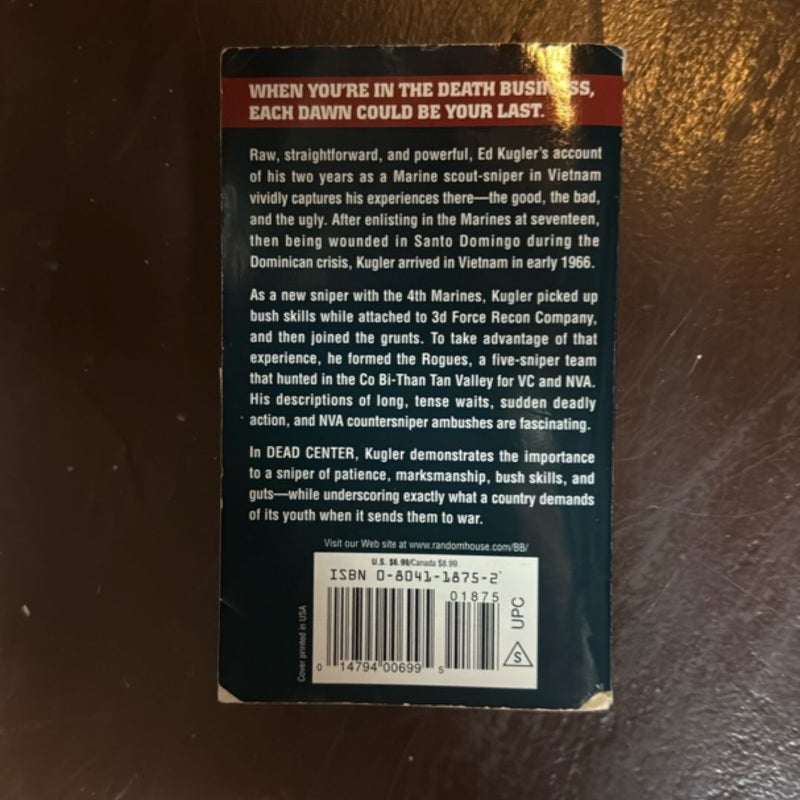 WHEN YOU'RE IN THE DEATH BUSINESS,
EACH DAWN COULD BE YOUR LAST.
Raw, straightforward, and powerful, Ed Kugler's account
of his two years as a Marine scout-sniper in Vietnam
vividly captures his experiences there—the good, the bad,
and the ugly. After enlisting in the Marines at seventeen,
then being wounded in Santo Domingo during the
Dominican crisis, Kugler arrived in Vietnam in early 1966.
As a new sniper with the 4th Marines, Kugler picked up
bush skills while attached to 3d Force Recon Company,
and then joined the grunts. To take advantage of that
experience, he formed the Rogues, a five-sniper team
that hunted in the Co Bi-Than Tan Valley for VC and NVA.
His descriptions of long, tense waits, sudden deadly
action, and NVA countersniper ambushes are fascinating.
In DEAD CENTER, Kugler demonstrates the importance
to a sniper of patience, marksmanship, bush skills, and
guts—while underscoring exactly what a country demands
of its youth when it sends them to war.
Visit our Web site at www.randomhouse.com/BB/
U.S. $6.99/Canada $8.99
ISBN 0-8041-1875-2
01875
0 14794 00699 5
UPC
S
Cover printed in USA